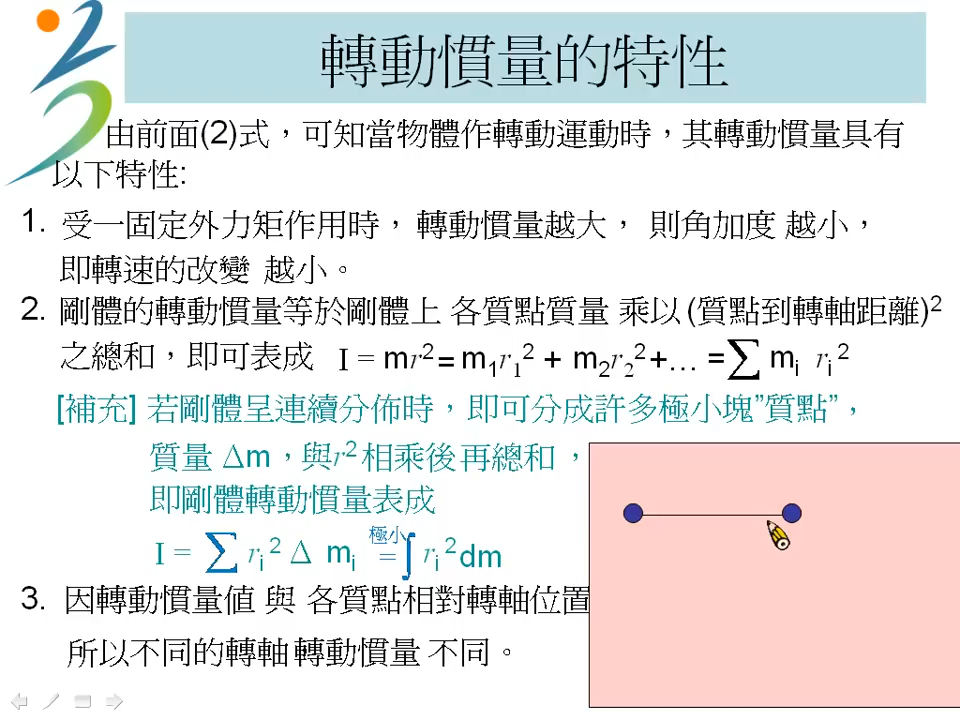 轉動慣量的特性
由前面(2)式，可知當物體作轉動運動時，其轉動慣量具有
以下特性:
1. 受一固定外力矩作用時， 轉動慣量越大， 則角加度 越小，
即轉速的改變 越小。
2. 剛體的轉動慣量等於剛體上 各質點質量 乘以 (質點到轉軸距離)²
之總和，即可表成 I = mr² = m₁r₁² + m₂r₂² +… = ∑ mᵢ rᵢ²
[補充] 若剛體呈連續分佈時，即可分成許多極小塊”質點”，
質量 Δm，與r² 相乘後 再總和 ，
即剛體轉動慣量表成
I = ∑ rᵢ² Δ mᵢ 極小 = ∫ rᵢ² dm
3. 因轉動慣量值 與 各質點相對轉軸位置
所以不同的轉軸 轉動慣量 不同。